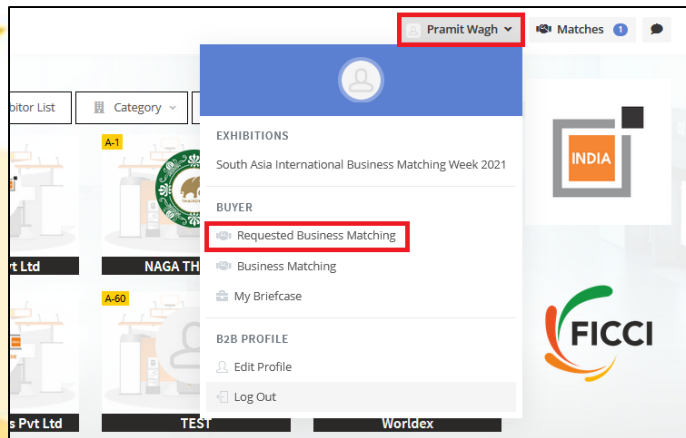 Pramit Wagh
Matches 1
bitor List
Category
EXHIBITIONS
South Asia International Business Matching Week 2021
BUYER
Requested Business Matching
Business Matching
My Briefcase
B2B PROFILE
Edit Profile
Log Out
A-1
vt Ltd
NAGA TH
A-60
s Pvt Ltd
TEST
Worldex
INDIA
FICCI